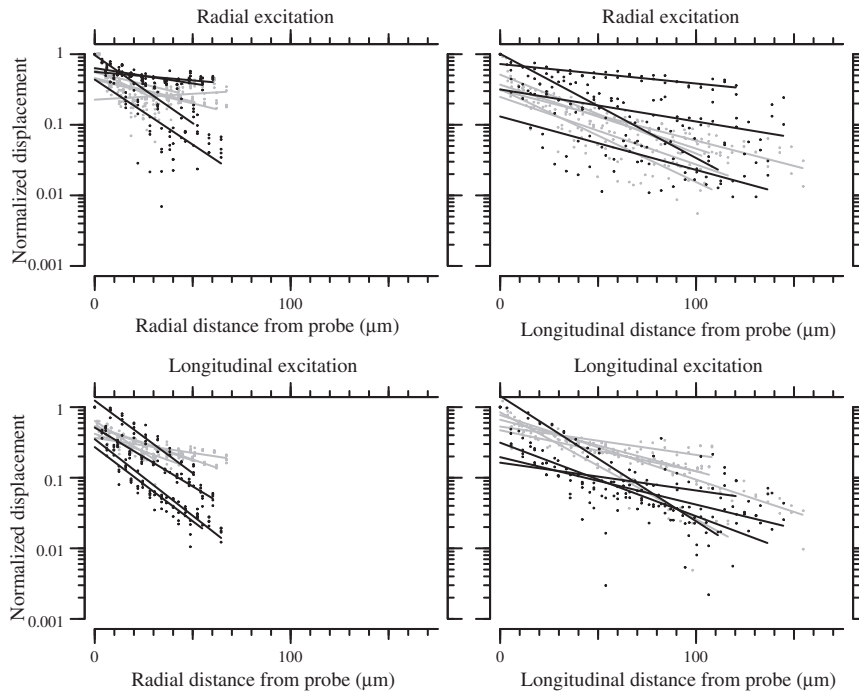 Radial excitation
Radial excitation
Normalized displacement
1
0.1
0.01
0.001
0
100
0
100
Radial distance from probe (μm)
Longitudinal distance from probe (μm)
Longitudinal excitation
Longitudinal excitation
Normalized displacement
1
0.1
0.01
0.001
0
100
0
100
Radial distance from probe (μm)
Longitudinal distance from probe (μm)